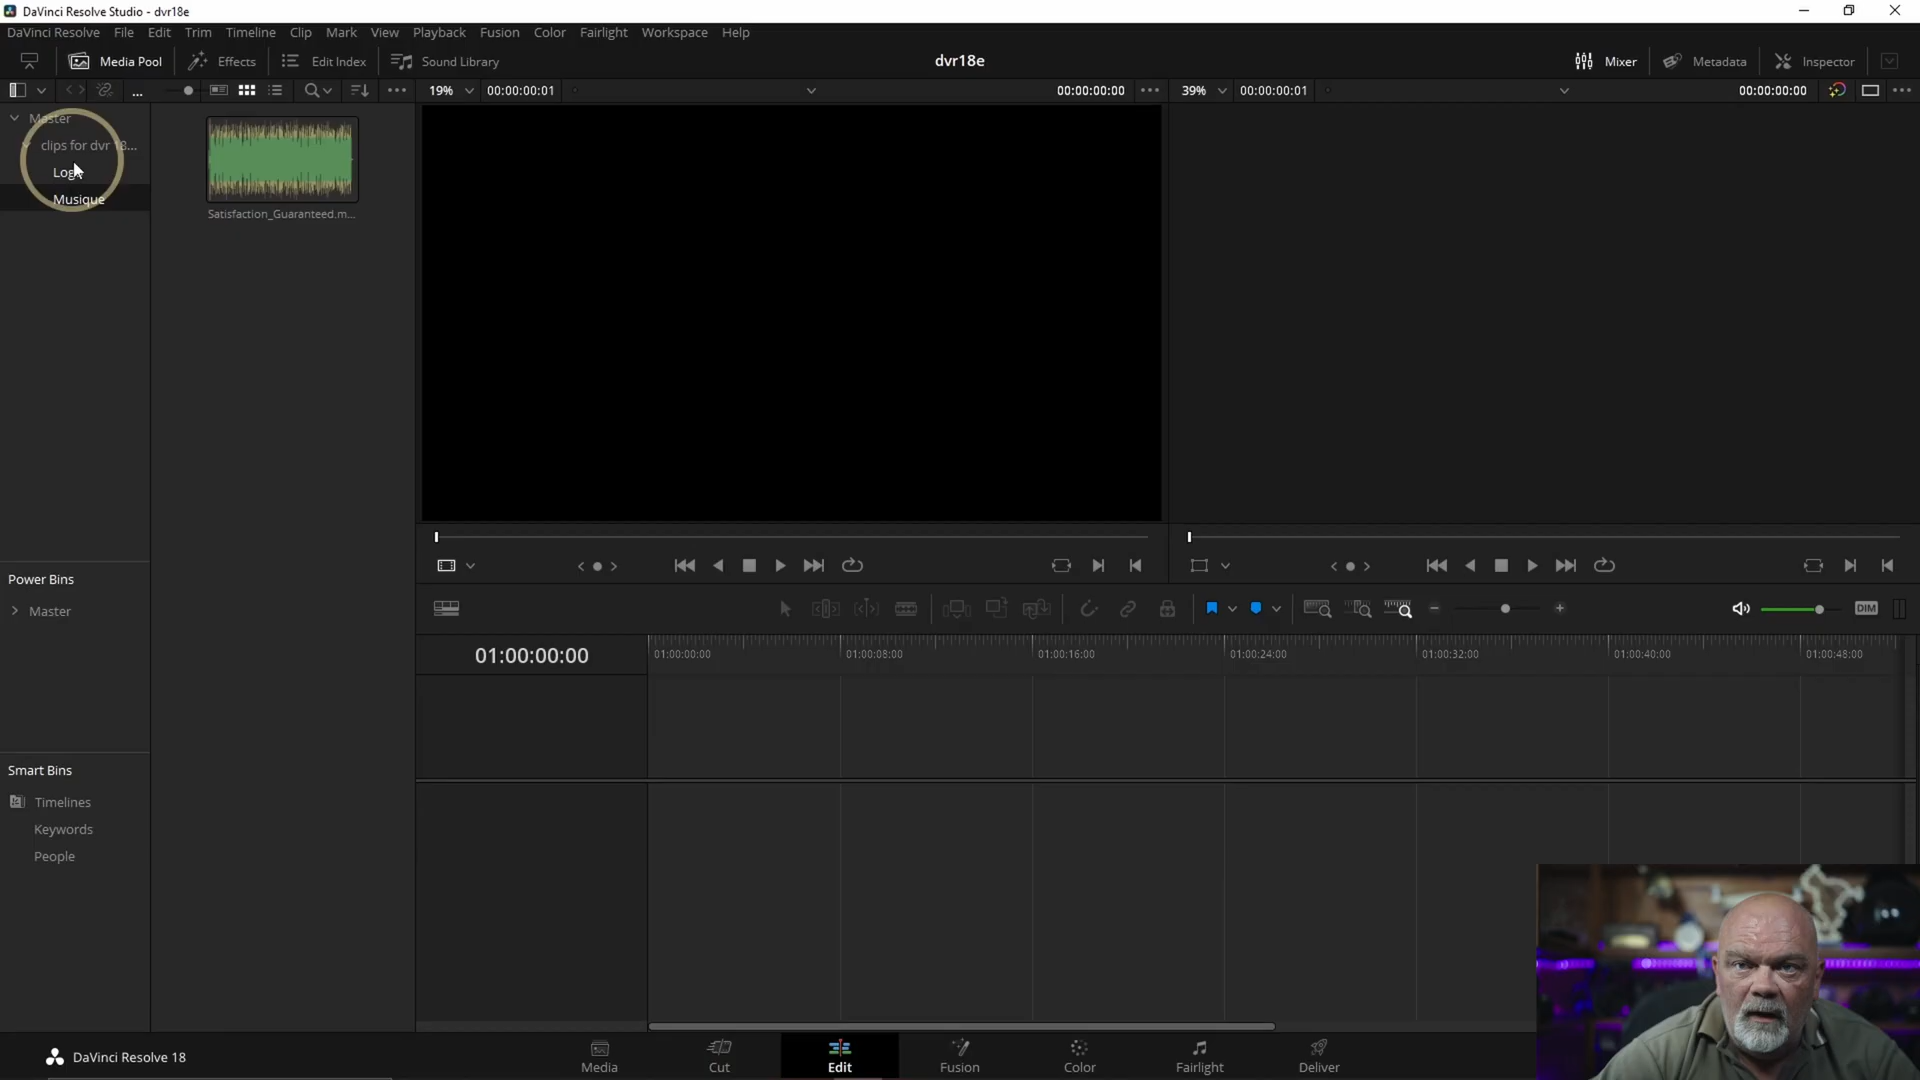 DaVinci Resolve Studio - dvr18e
DaVinci Resolve File Edit Trim Timeline Clip Mark View Playback Fusion Color Fairlight Workspace Help
Media Pool Effects Edit Index Sound Library dvr18e Mixer Metadata Inspector
... 19% 00:00:00:01 00:00:00:00 ••• 39% 00:00:00:01 00:00:00:00 •••
Master
clips for dvr 18...
Musique
Satisfaction_Guaranteed.m...
Power Bins
Master
DIM
01:00:00:00 01:00:00:00 01:00:08:00 01:00:16:00 01:00:24:00 01:00:32:00 01:00:40:00 01:00:48:00
Smart Bins
Timelines
Keywords
People
DaVinci Resolve 18
Media Cut Edit Fusion Color Fairlight Deliver